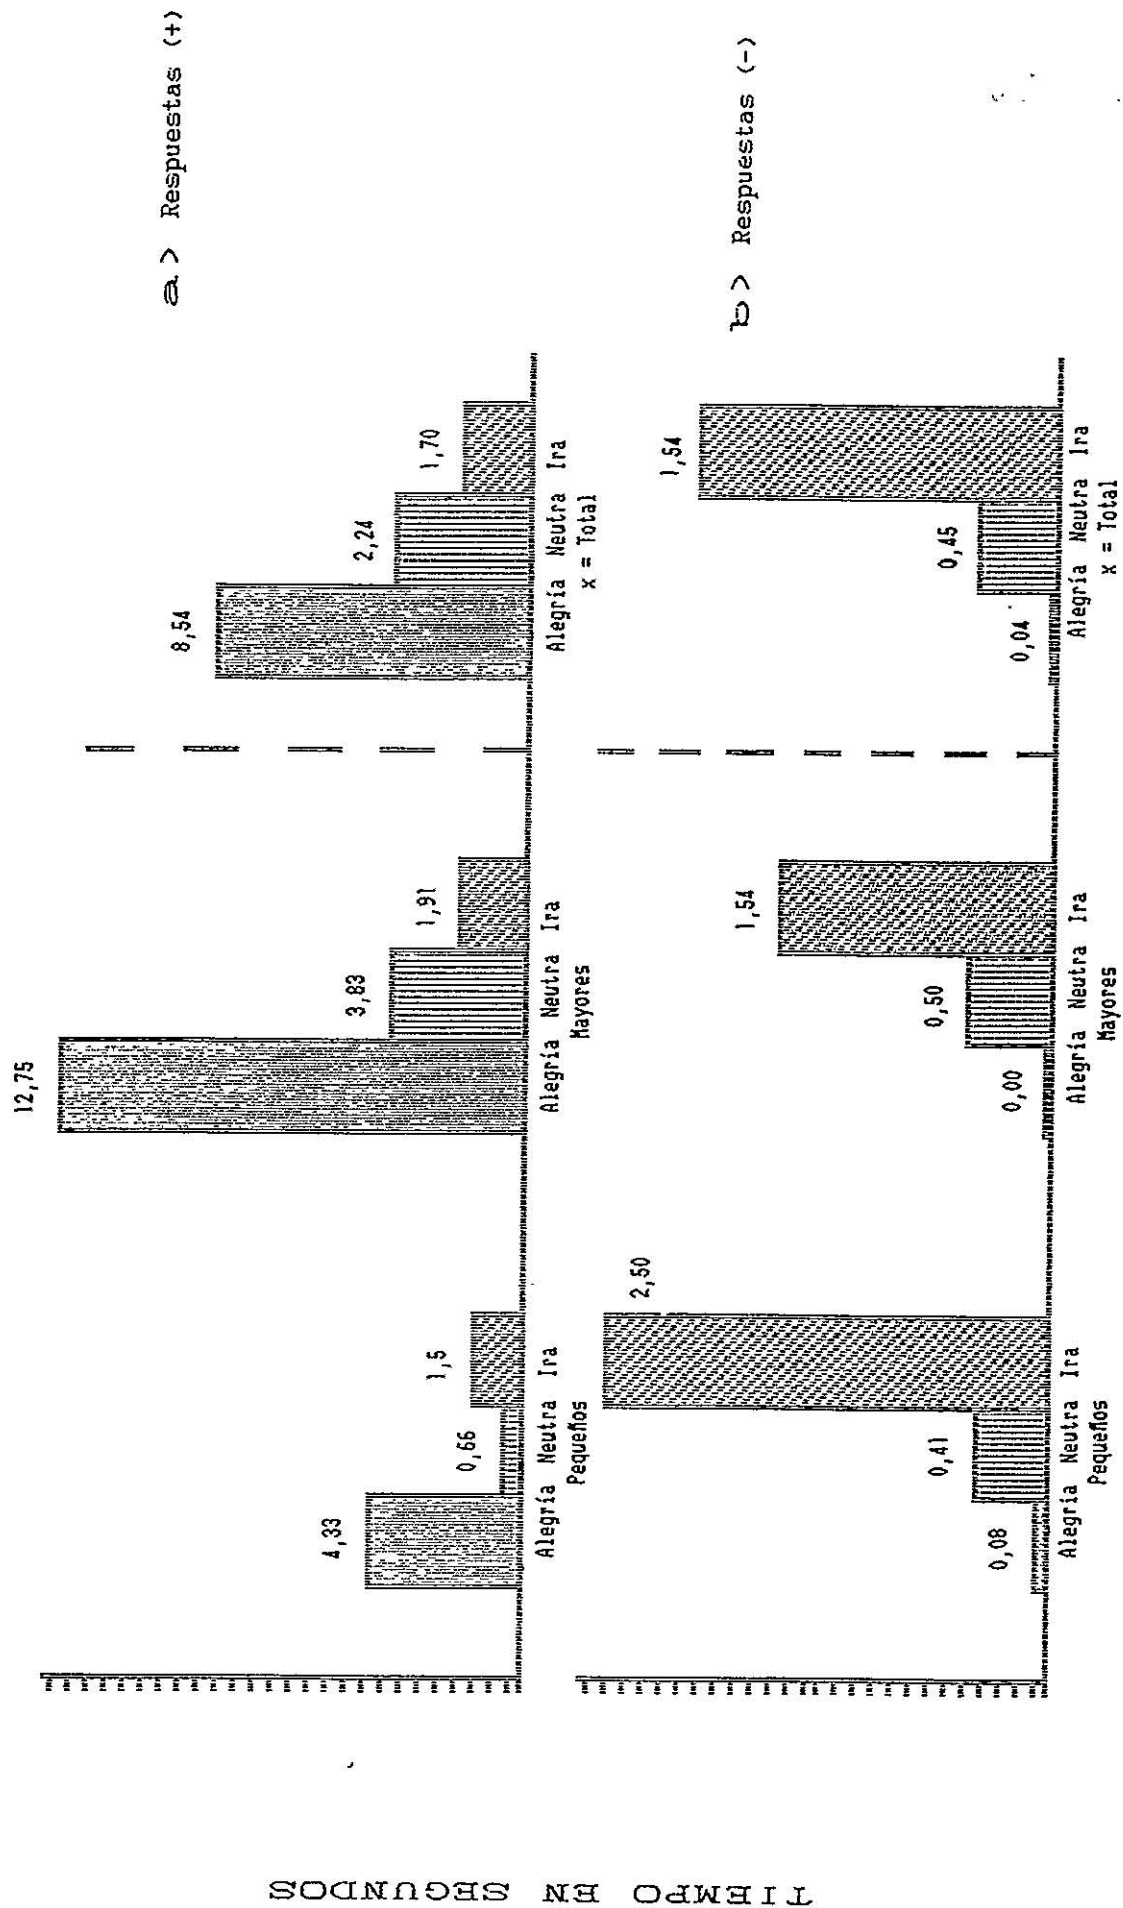 TIEMPO EN SEGUNDOS
a> Respuestas (+)
4,33
0,66
1,5
12,75
3,83
1,91
8,54
2,24
1,70
Alegría Neutra Ira
Pequeños
Alegría Neutra Ira
Mayores
Alegría Neutra Ira
x = Total
b> Respuestas (-)
0,08
0,41
2,50
0,00
0,50
1,54
0,04
0,45
1,54
Alegría Neutra Ira
Pequeños
Alegría Neutra Ira
Mayores
Alegría Neutra Ira
x = Total